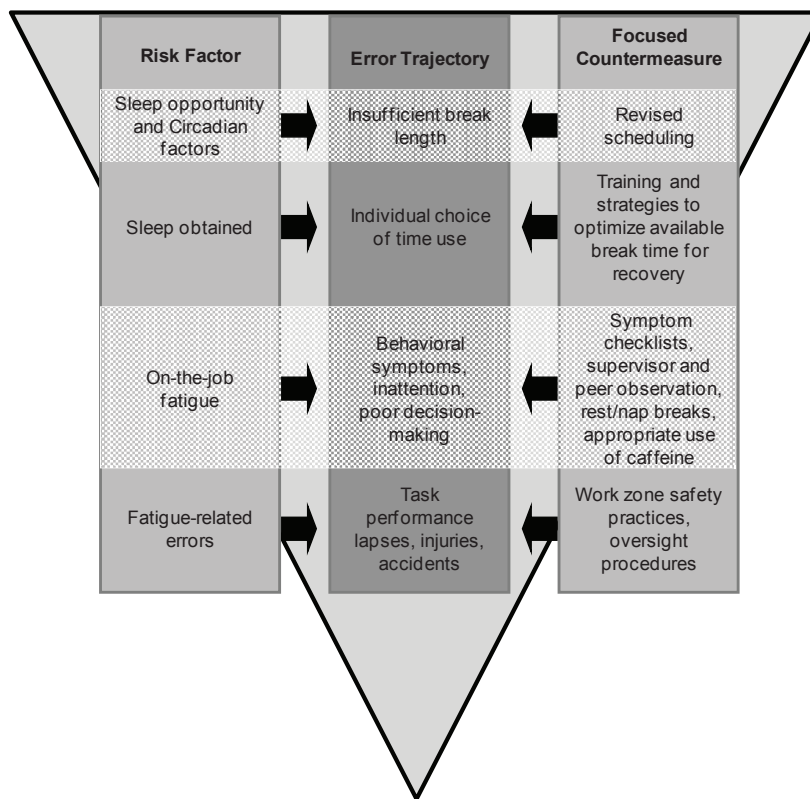 Risk Factor
Error Trajectory
Focused
Countermeasure
Sleep opportunity
and Circadian
factors
Insufficient break
length
Revised
scheduling
Sleep obtained
Individual choice
of time use
Training and
strategies to
optimize available
break time for
recovery
On-the-job
fatigue
Behavioral
symptoms,
inattention,
poor decision-
making
Symptom
checklists,
supervisor and
peer observation,
rest/nap breaks,
appropriate use
of caffeine
Fatigue-related
errors
Task
performance
lapses, injuries,
accidents
Work zone safety
practices,
oversight
procedures